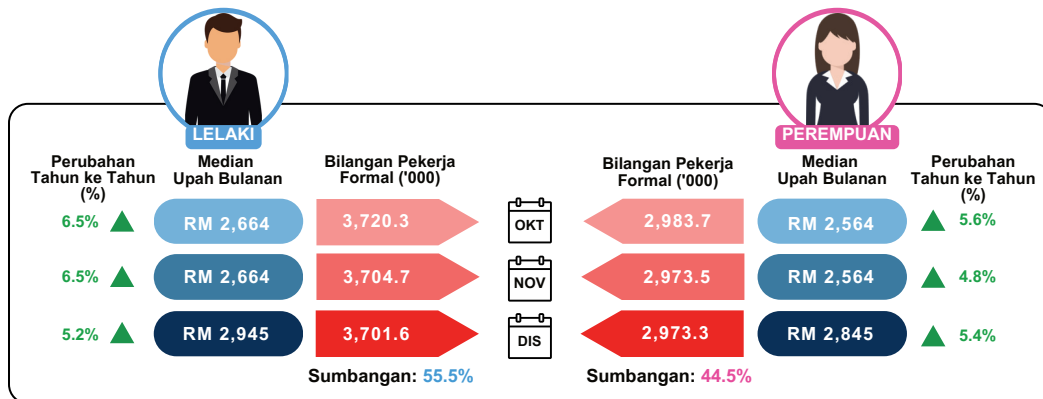 LELAKI
PEREMPUAN
Perubahan
Tahun ke Tahun
(%)
Median
Upah Bulanan
Bilangan Pekerja
Formal ('000)
Bilangan Pekerja
Formal ('000)
Median
Upah Bulanan
Perubahan
Tahun ke Tahun
(%)
6.5% RM 2,664 3,720.3 OKT 2,983.7 RM 2,564 5.6%
6.5% RM 2,664 3,704.7 NOV 2,973.5 RM 2,564 4.8%
5.2% RM 2,945 3,701.6 DIS 2,973.3 RM 2,845 5.4%
Sumbangan: 55.5%
Sumbangan: 44.5%